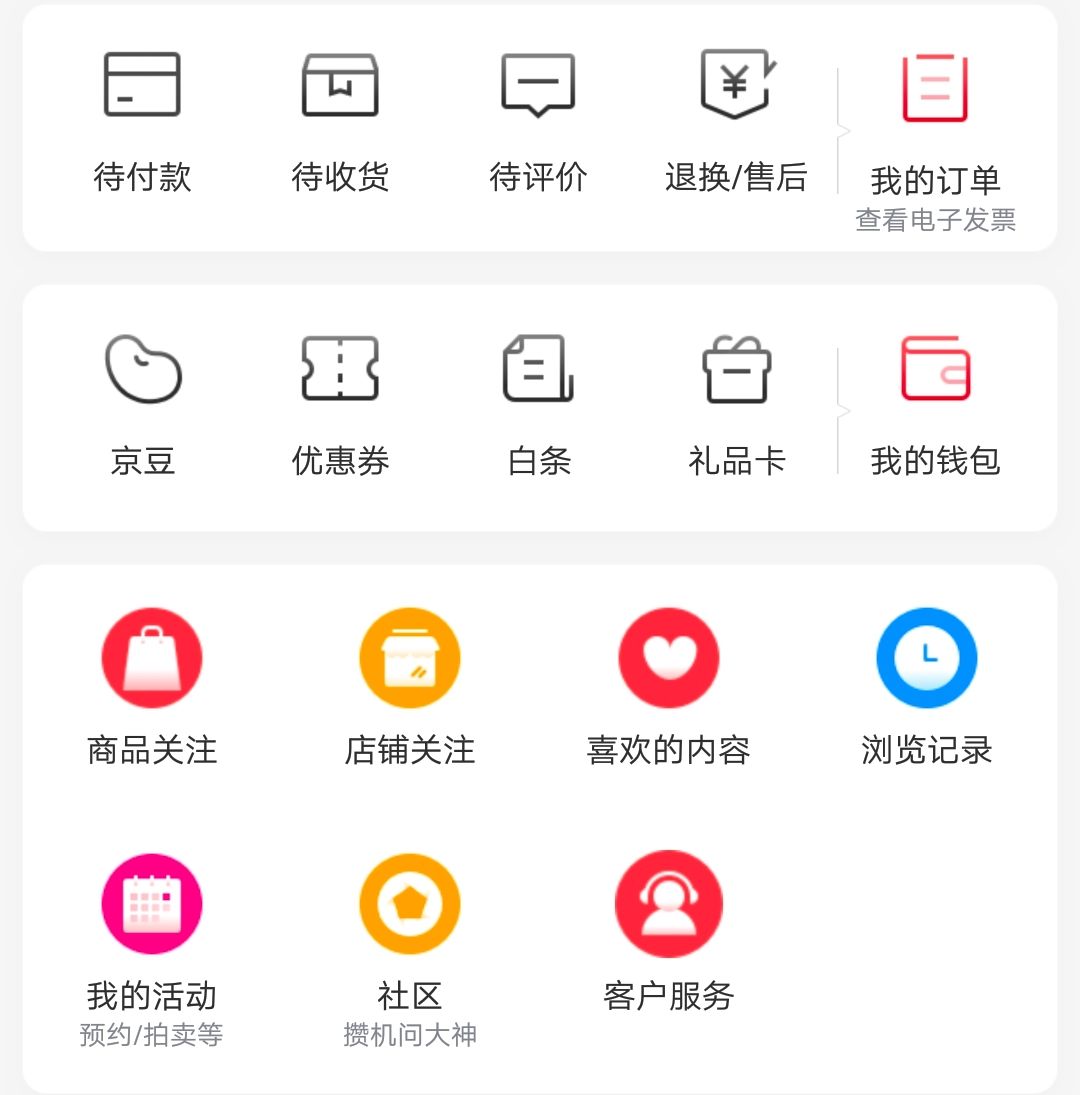 待付款
待收货
待评价
退换/售后
我的订单
查看电子发票
京豆
优惠券
白条
礼品卡
我的钱包
商品关注
店铺关注
喜欢的内容
浏览记录
我的活动
预约/拍卖等
社区
攒机问大神
客户服务